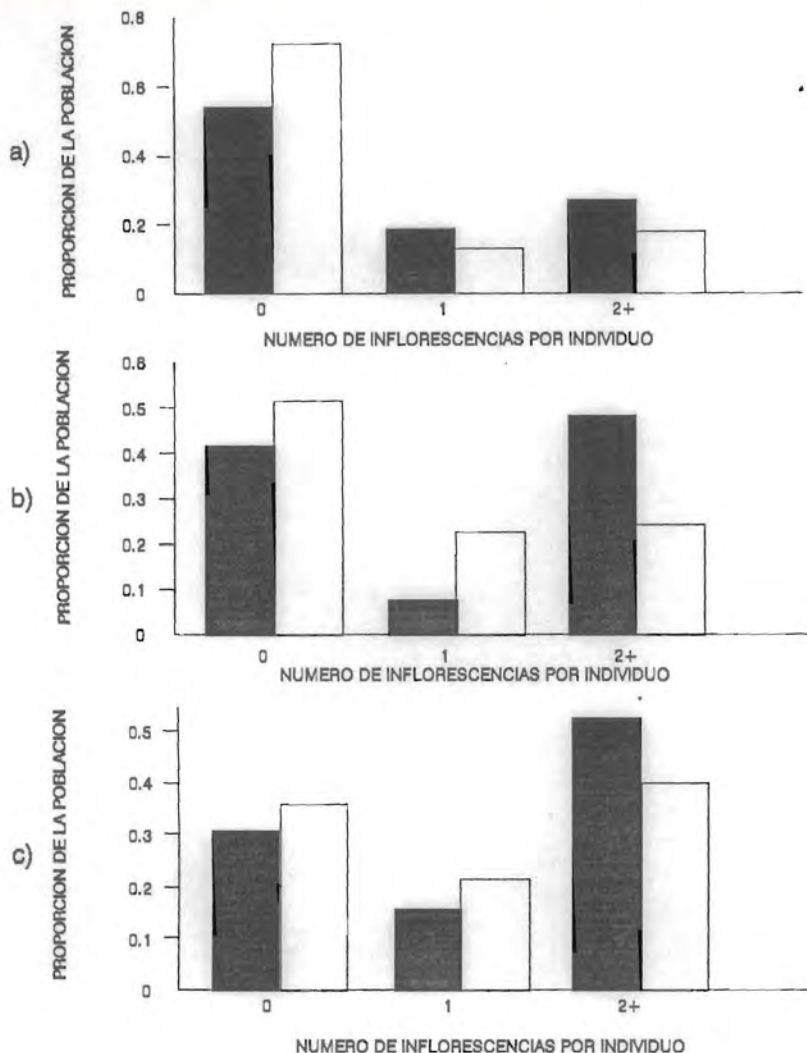 a)
PROPORCION DE LA POBLACION
0.8
0.6
0.4
0.2
0
0 1 2+
NUMERO DE INFLORESCENCIAS POR INDIVIDUO
b)
PROPORCION DE LA POBLACION
0.6
0.5
0.4
0.3
0.2
0.1
0
0 1 2+
NUMERO DE INFLORESCENCIAS POR INDIVIDUO
c)
PROPORCION DE LA POBLACION
0.5
0.4
0.3
0.2
0.1
0
0 1 2+
NUMERO DE INFLORESCENCIAS POR INDIVIDUO